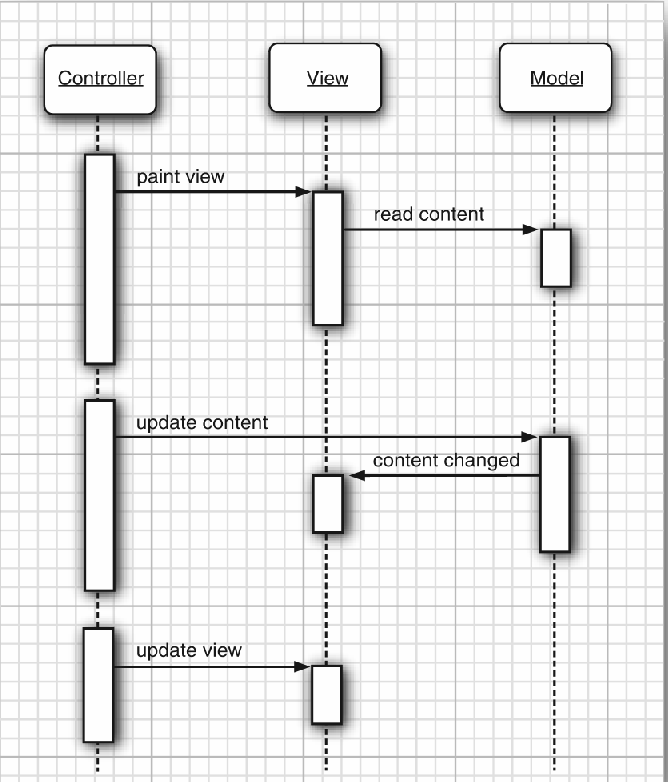 Controller
View
Model
paint view
read content
update content
content changed
update view